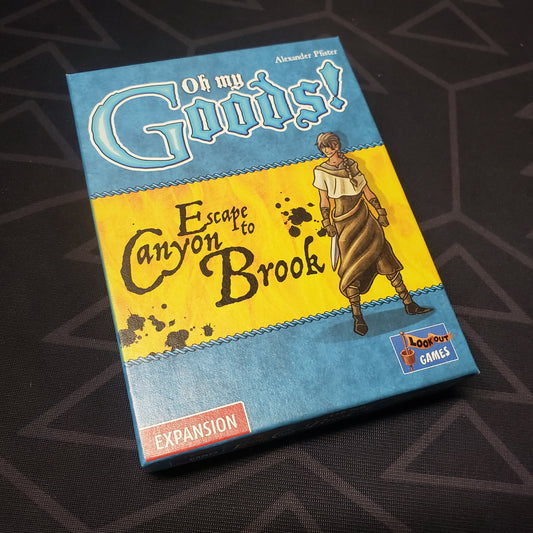 Alexander Pfister
Oh my
Goods!
Escape
Canyon to
Brook
LOOKOUT
GAMES
EXPANSION